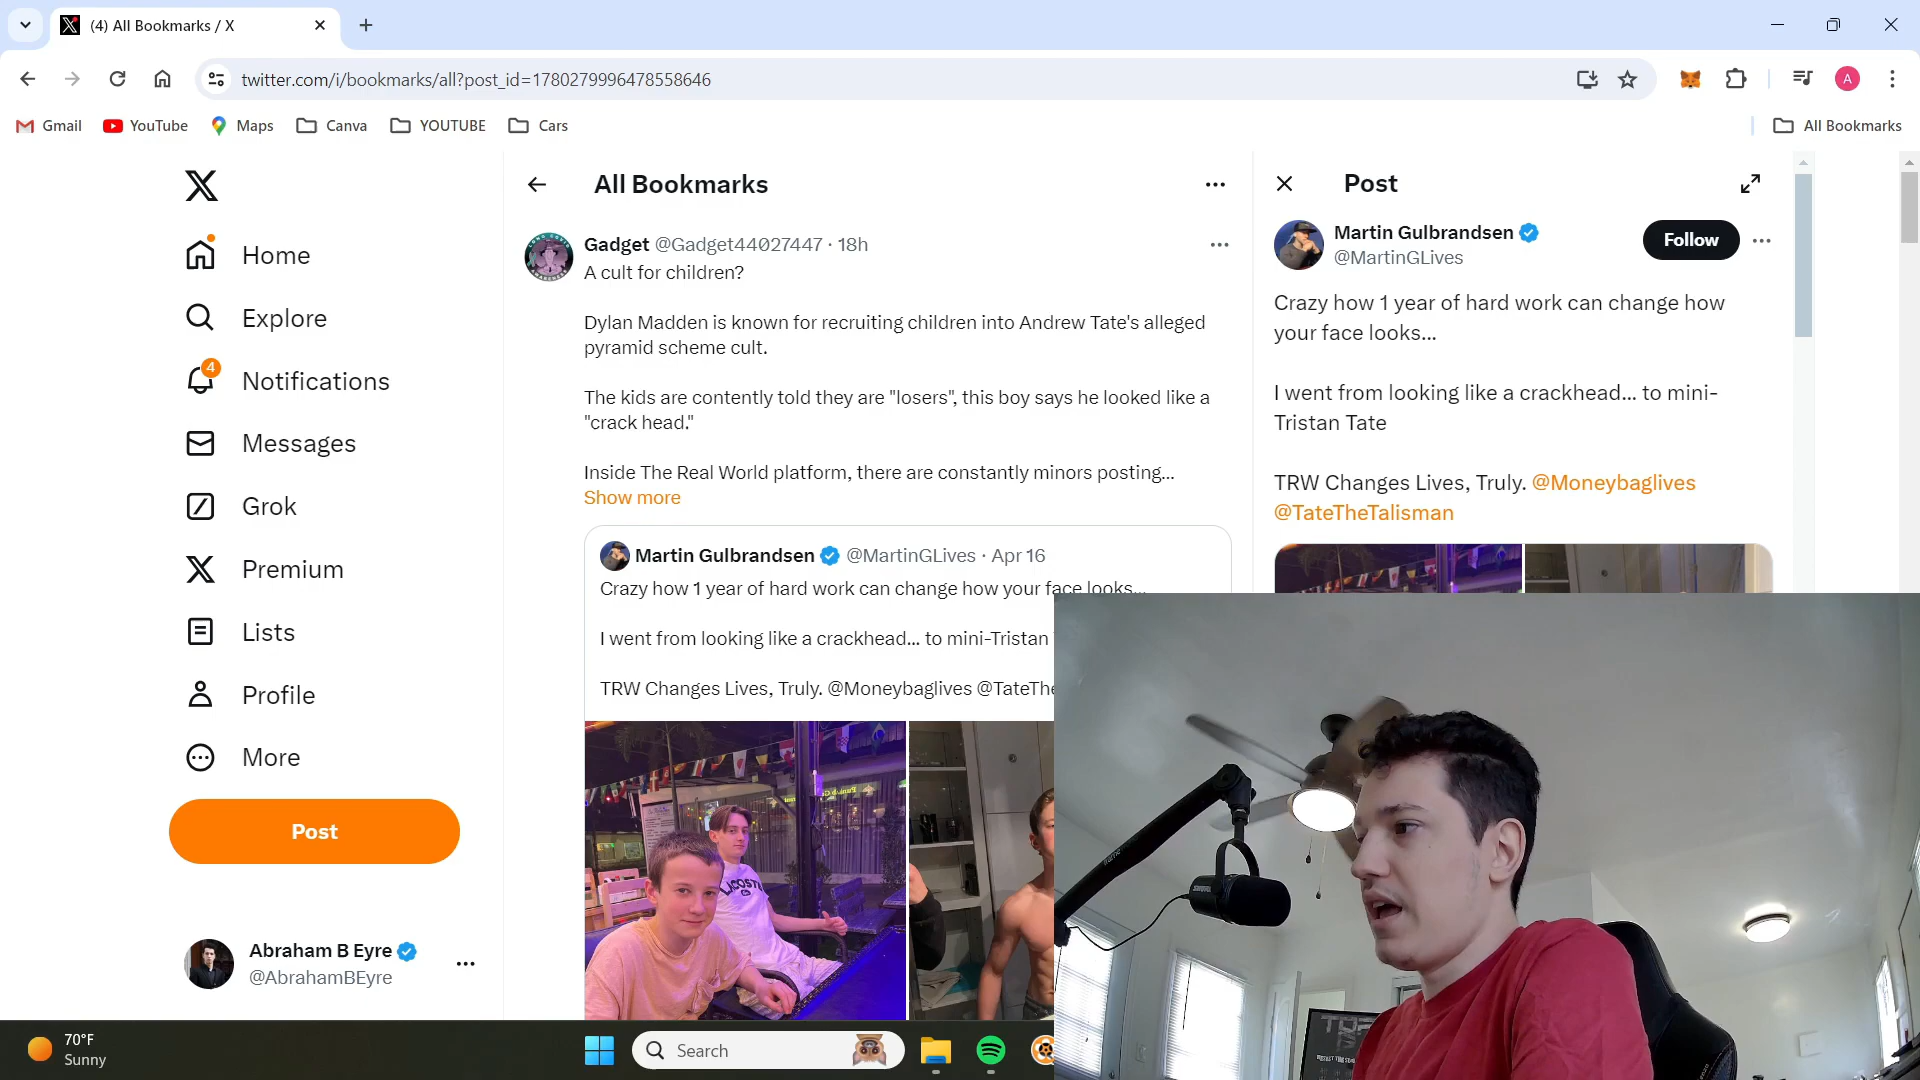 (4) All Bookmarks / X
twitter.com/i/bookmarks/all?post_id=1780279996478558646
A
Gmail
YouTube
Maps
Canva
YOUTUBE
Cars
All Bookmarks
Home
Explore
4
Notifications
Messages
Grok
Premium
Lists
Profile
More
Post
Abraham B Eyre
@AbrahamBEyre
All Bookmarks
Gadget @Gadget44027447 · 18h
A cult for children?
Dylan Madden is known for recruiting children into Andrew Tate's alleged
pyramid scheme cult.
The kids are contently told they are "losers", this boy says he looked like a
"crack head."
Inside The Real World platform, there are constantly minors posting...
Show more
Martin Gulbrandsen @MartinGLives · Apr 16
Crazy how 1 year of hard work can change how your face looks...
I went from looking like a crackhead... to mini-Tristan
TRW Changes Lives, Truly. @Moneybaglives @TateThe
LACOSTE
Post
Martin Gulbrandsen
@MartinGLives
Follow
Crazy how 1 year of hard work can change how
your face looks...
I went from looking like a crackhead... to mini-
Tristan Tate
TRW Changes Lives, Truly. @Moneybaglives
@TateTheTalisman
70°F
Sunny
Search